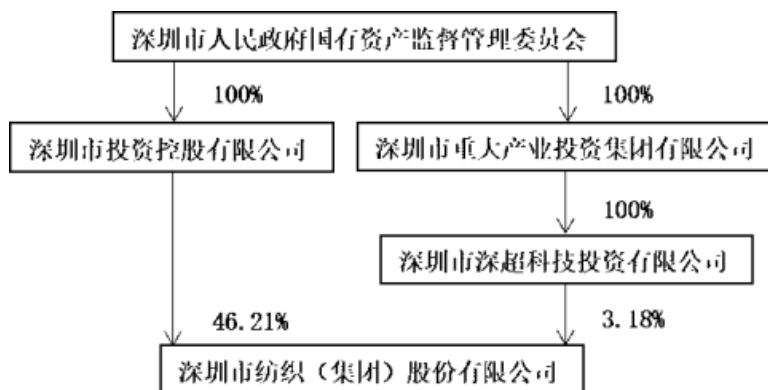 深圳市人民政府国有资产监督管理委员会
100%
100%
深圳市投资控股有限公司
深圳市重大产业投资集团有限公司
100%
深圳市深超科技投资有限公司
46.21%
3.18%
深圳市纺织（集团）股份有限公司